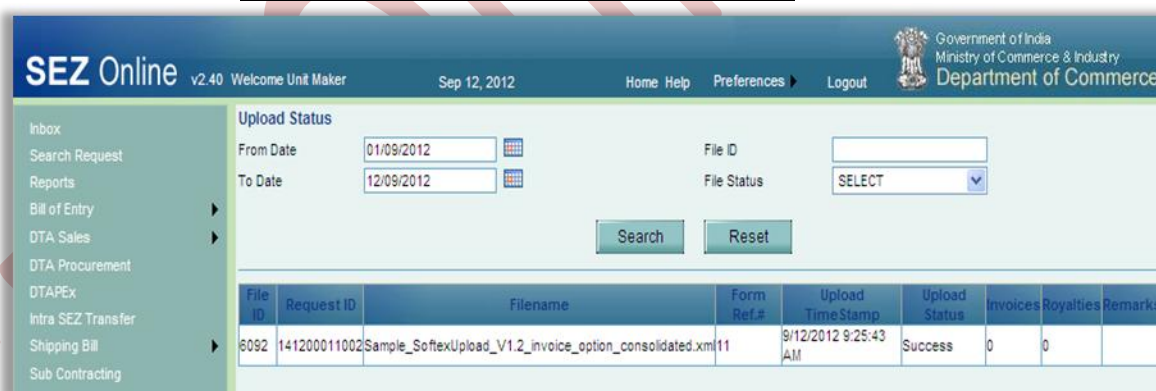 Government of India
Ministry of Commerce & Industry
Department of Commerce
SEZ Online v2.40 Welcome Unit Maker Sep 12, 2012 Home Help Preferences Logout
Inbox
Search Request
Reports
Bill of Entry
DTA Sales
DTA Procurement
DTAPEx
Intra SEZ Transfer
Shipping Bill
Sub Contracting
Upload Status
From Date 01/09/2012 File ID
To Date 12/09/2012 File Status SELECT
Search Reset
File ID Request ID Filename Form Ref.# Upload TimeStamp Upload Status Invoices Royalties Remarks
6092 141200011002 Sample_SoftexUpload_V1.2_invoice_option_consolidated.xml 11 9/12/2012 9:25:43 AM Success 0 0